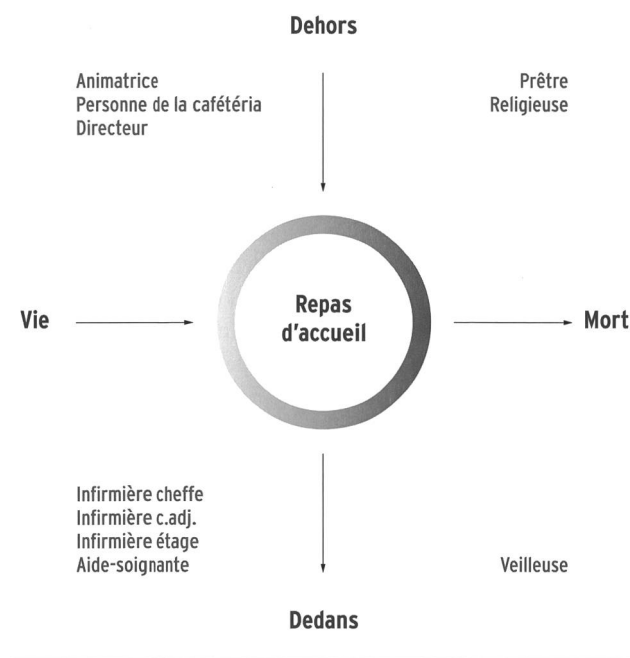 Dehors
Animatrice
Personne de la cafétéria
Directeur
Prêtre
Religieuse
Vie
Repas
d'accueil
Mort
Infirmière cheffe
Infirmière c.adj.
Infirmière étage
Aide-soignante
Veilleuse
Dedans